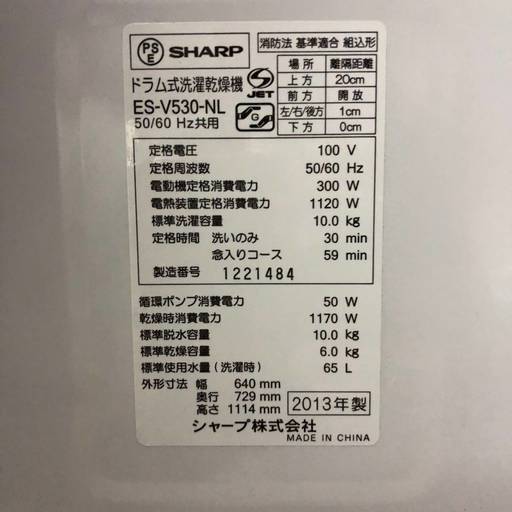 PSE SHARP
消防法 基準適合 組込形
場所 離隔距離
上方 20cm
前方 開放
左/右/後方 1cm
下方 0cm
ドラム式洗濯乾燥機
ES-V530-NL
50/60 Hz共用
S JET
G
定格電圧 100 V
定格周波数 50/60 Hz
電動機定格消費電力 300 W
電熱装置定格消費電力 1120 W
標準洗濯容量 10.0 kg
定格時間 洗いのみ 30 min
念入りコース 59 min
製造番号 1221484
循環ポンプ消費電力 50 W
乾燥時消費電力 1170 W
標準脱水容量 10.0 kg
標準乾燥容量 6.0 kg
標準使用水量 (洗濯時) 65 L
外形寸法 幅 640 mm
奥行 729 mm
高さ 1114 mm
2013年製
シャープ株式会社
MADE IN CHINA